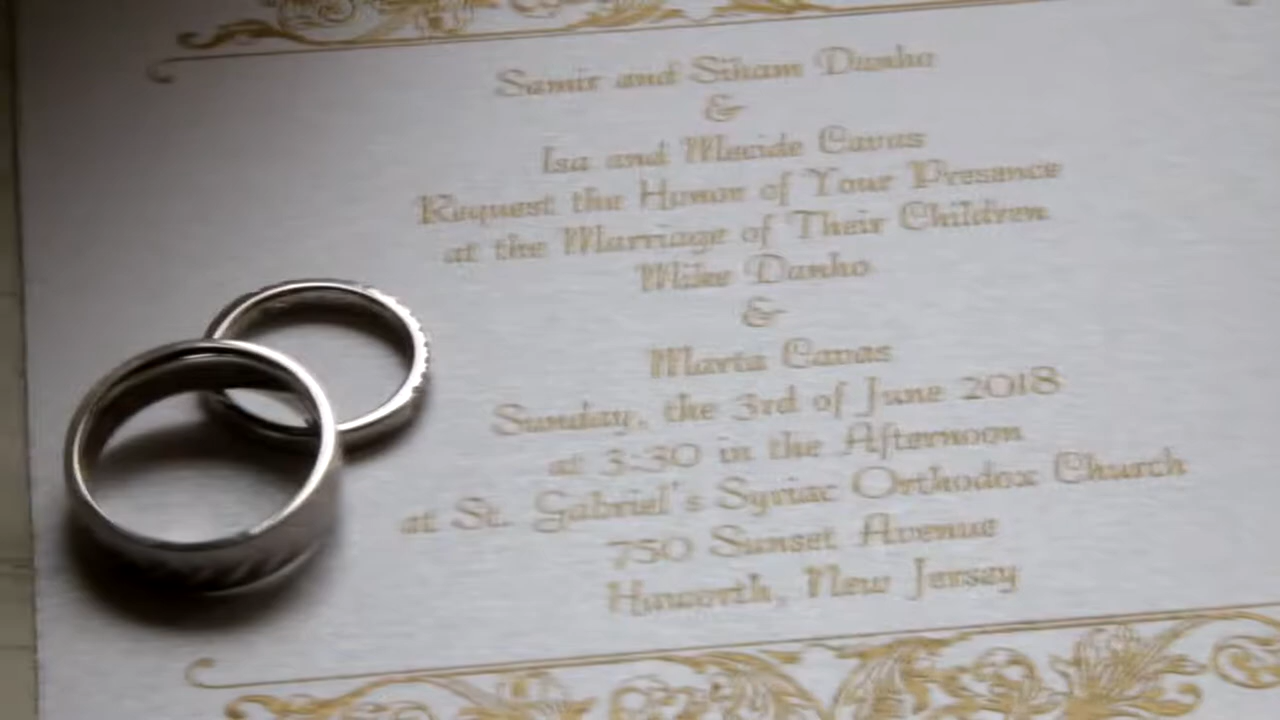 Samir and Siham Danho
&
Isa and Macide Cavas
Request the Honor of Your Presence
at the Marriage of Their Children
Mike Danho
&
Maria Cavas
Sunday, the 3rd of June 2018
at 3:30 in the Afternoon
at St. Gabriel's Syriac Orthodox Church
750 Sunset Avenue
Haworth, New Jersey